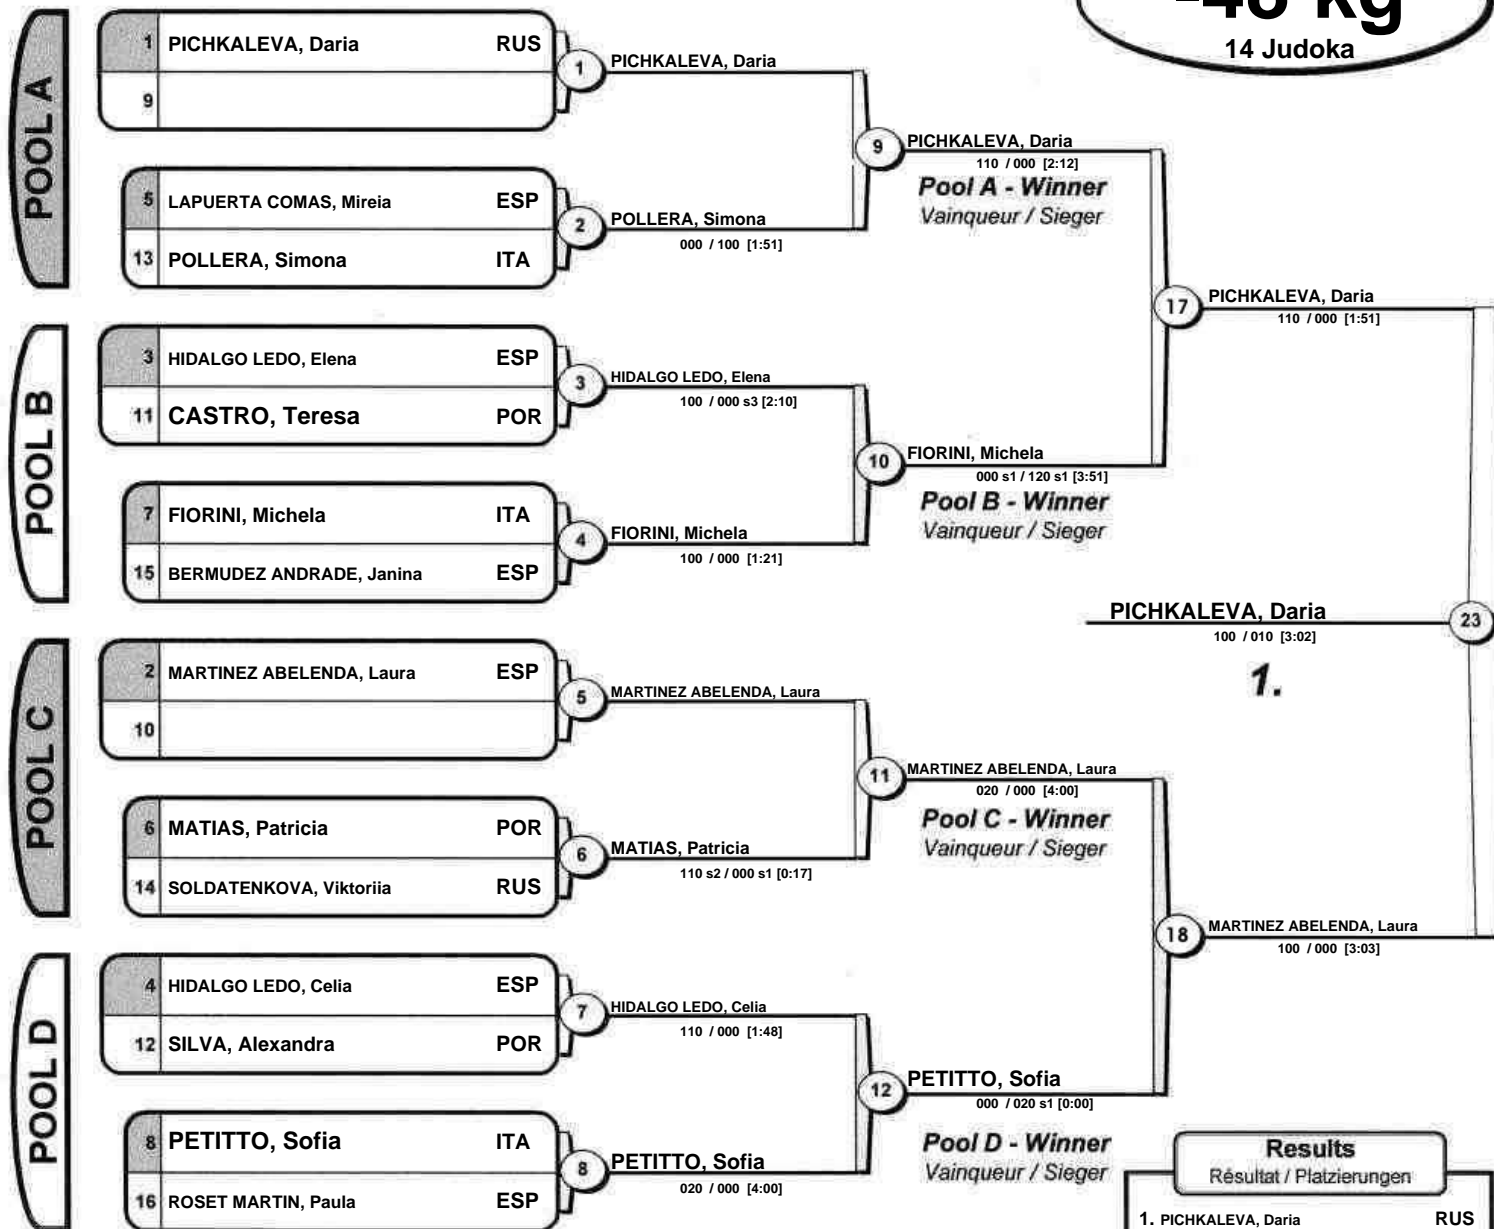 -48 kg
14 Judoka
POOL A
1 PICHKALEVA, Daria RUS
9
1 PICHKALEVA, Daria
5 LAPUERTA COMAS, Mireia ESP
13 POLLERA, Simona ITA
2 POLLERA, Simona
000 / 100 [1:51]
9 PICHKALEVA, Daria
110 / 000 [2:12]
Pool A - Winner
Vainqueur / Sieger
POOL B
3 HIDALGO LEDO, Elena ESP
11 CASTRO, Teresa POR
3 HIDALGO LEDO, Elena
100 / 000 s3 [2:10]
7 FIORINI, Michela ITA
15 BERMUDEZ ANDRADE, Janina ESP
4 FIORINI, Michela
100 / 000 [1:21]
10 FIORINI, Michela
000 s1 / 120 s1 [3:51]
Pool B - Winner
Vainqueur / Sieger
17 PICHKALEVA, Daria
110 / 000 [1:51]
PICHKALEVA, Daria 23
100 / 010 [3:02]
1.
POOL C
2 MARTINEZ ABELENDA, Laura ESP
10
5 MARTINEZ ABELENDA, Laura
6 MATIAS, Patricia POR
14 SOLDATENKOVA, Viktoriia RUS
6 MATIAS, Patricia
110 s2 / 000 s1 [0:17]
11 MARTINEZ ABELENDA, Laura
020 / 000 [4:00]
Pool C - Winner
Vainqueur / Sieger
POOL D
4 HIDALGO LEDO, Celia ESP
12 SILVA, Alexandra POR
7 HIDALGO LEDO, Celia
110 / 000 [1:48]
8 PETITTO, Sofia ITA
16 ROSET MARTIN, Paula ESP
8 PETITTO, Sofia
020 / 000 [4:00]
12 PETITTO, Sofia
000 / 020 s1 [0:00]
Pool D - Winner
Vainqueur / Sieger
18 MARTINEZ ABELENDA, Laura
100 / 000 [3:03]
Results
Résultat / Platzierungen
1. PICHKALEVA, Daria RUS